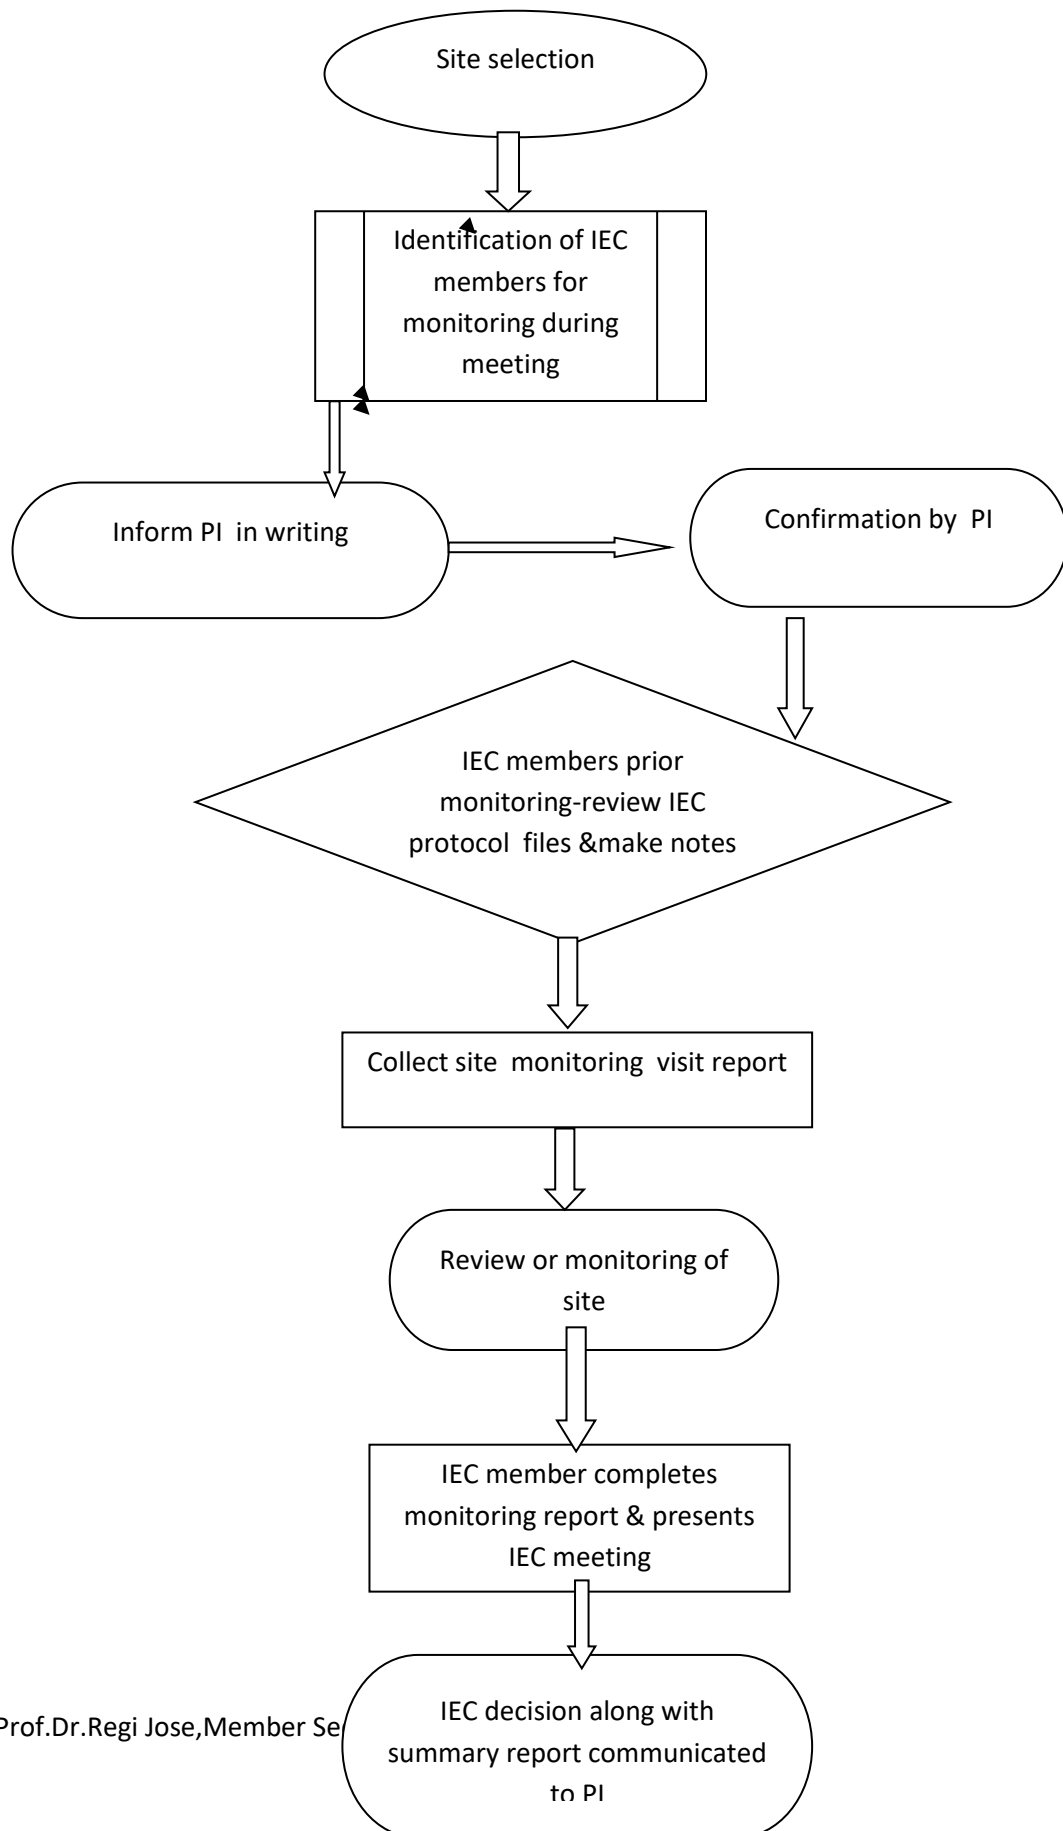 Site selection
Identification of IEC
members for
monitoring during
meeting
Inform PI in writing
Confirmation by PI
IEC members prior
monitoring-review IEC
protocol files &make notes
Collect site monitoring visit report
Review or monitoring of
site
IEC member completes
monitoring report & presents
IEC meeting
Prof.Dr.Regi Jose,Member
IEC decision along with
summary report communicated
to PI